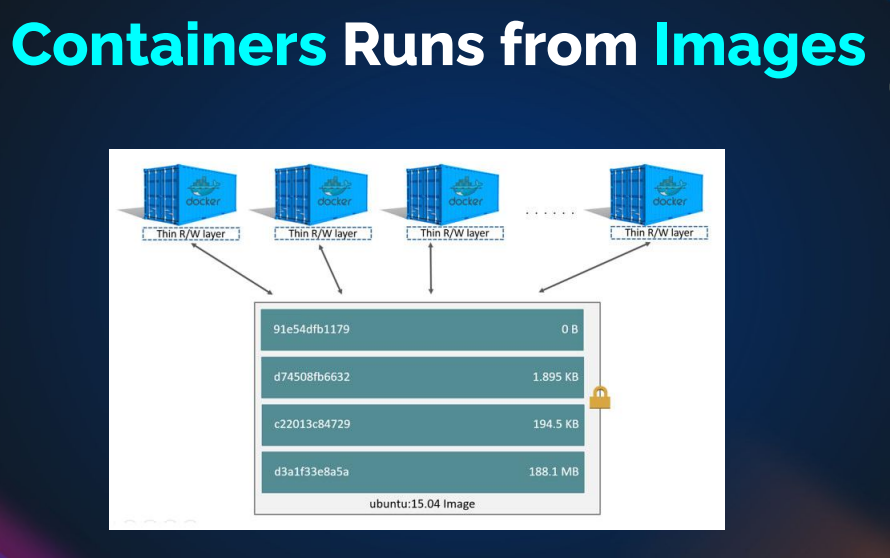 Containers Runs from Images
docker docker docker docker
. . . . . .
Thin R/W layer Thin R/W layer Thin R/W layer Thin R/W layer
91e54dfb1179 0 B
d74508fb6632 1.895 KB
c22013c84729 194.5 KB
d3a1f33e8a5a 188.1 MB
ubuntu:15.04 Image